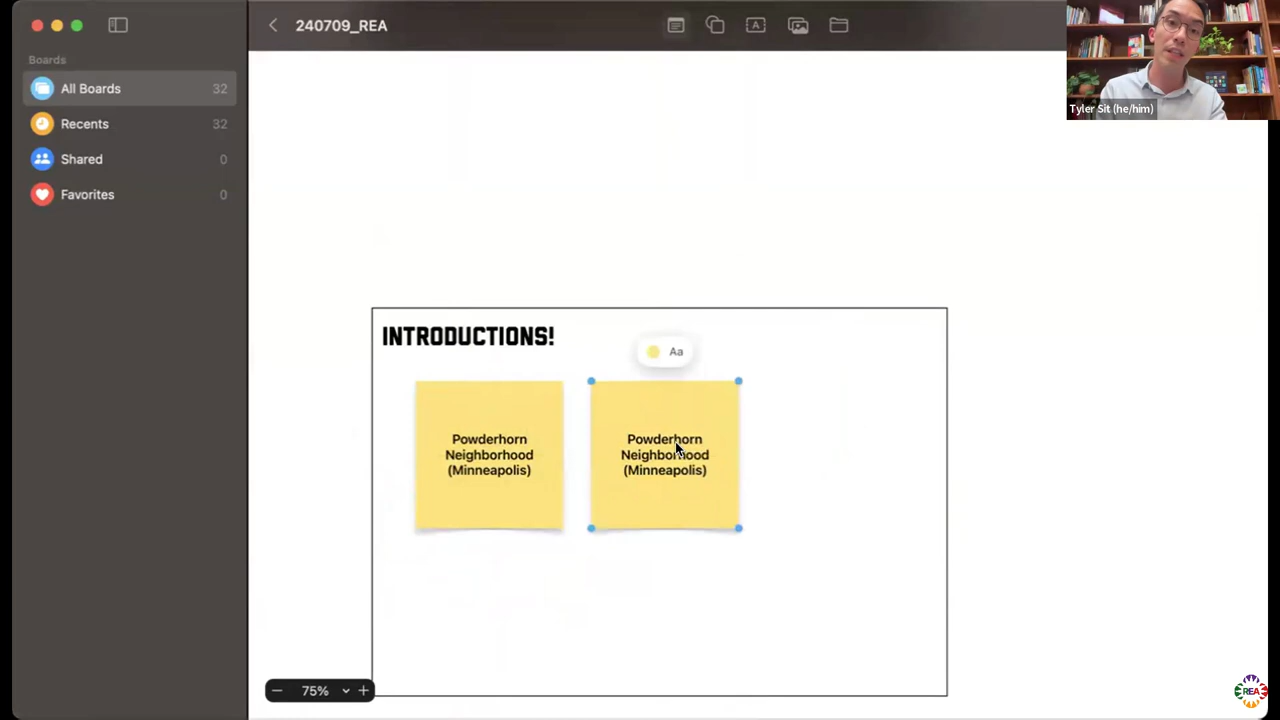 240709_REA
Boards
All Boards 32
Recents 32
Shared 0
Favorites 0
Tyler Sit (he/him)
INTRODUCTIONS!
Aa
Powderhorn
Neighborhood
(Minneapolis)
Powderhorn
Neighborhood
(Minneapolis)
75%
REA